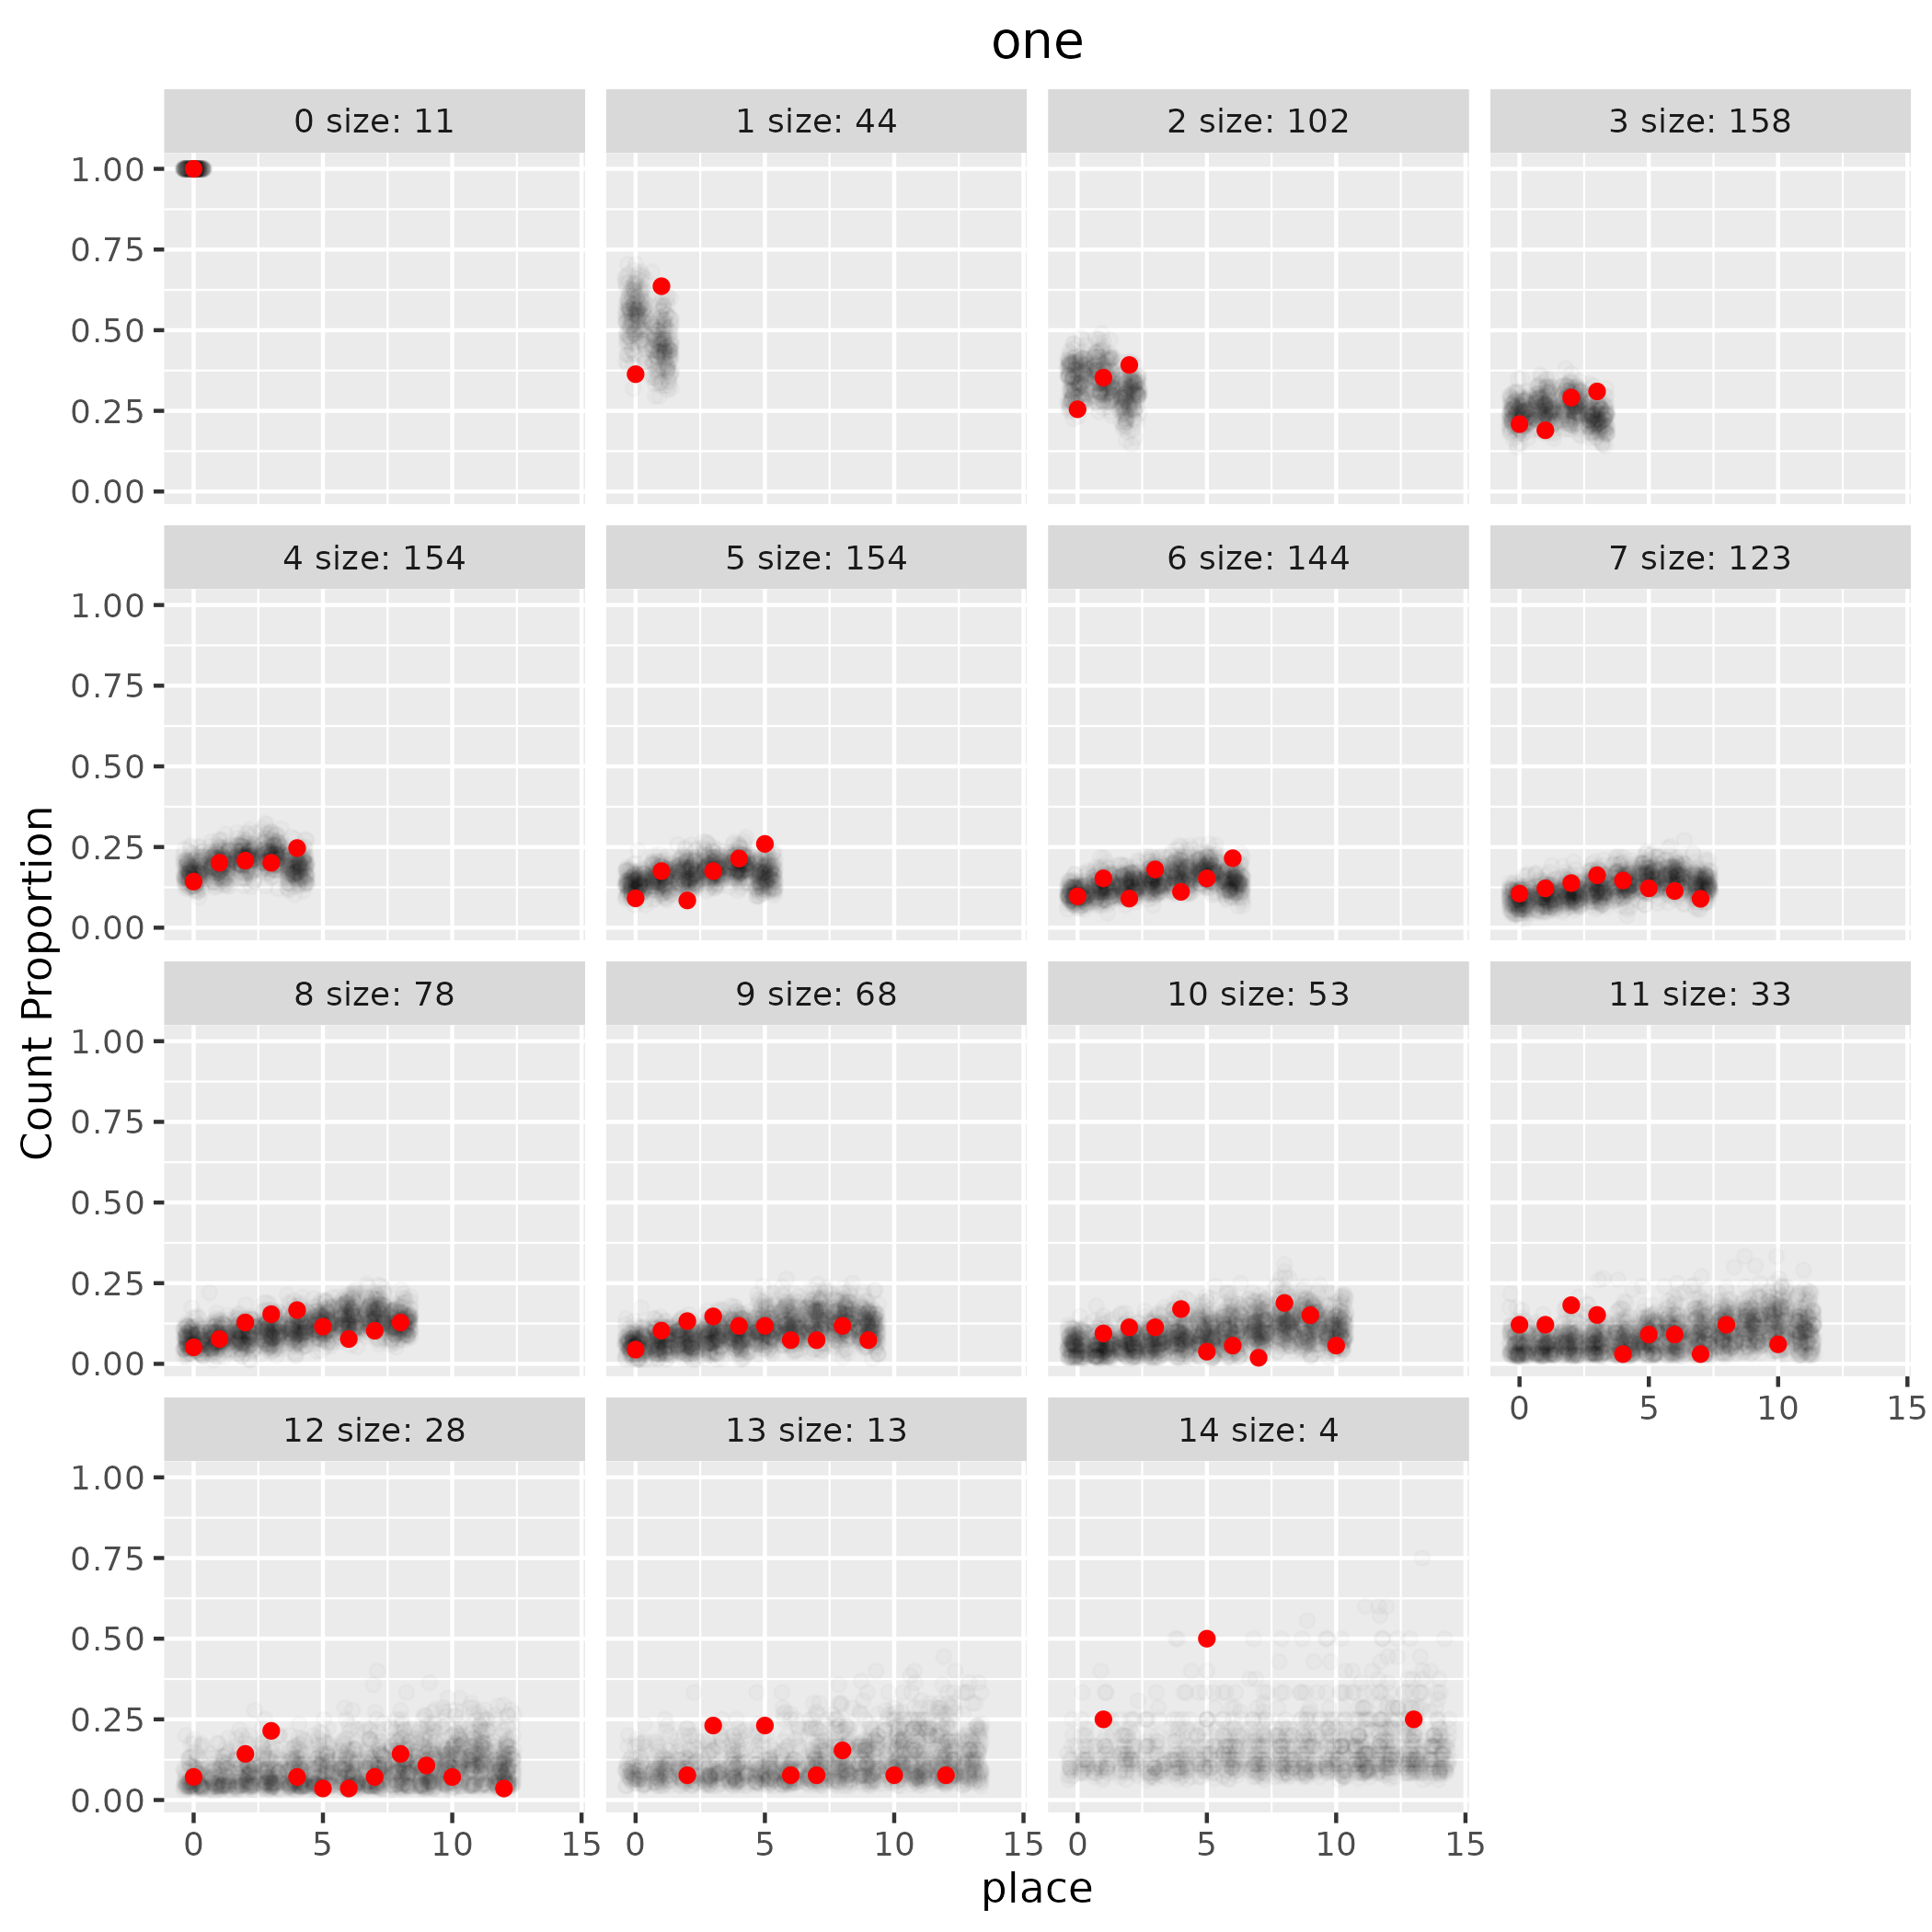 one
0 size: 11
1 size: 44
2 size: 102
3 size: 158
1.00
0.75
0.50
0.25
0.00
4 size: 154
5 size: 154
6 size: 144
7 size: 123
1.00
0.75
0.50
0.25
0.00
Count Proportion
8 size: 78
9 size: 68
10 size: 53
11 size: 33
1.00
0.75
0.50
0.25
0.00
0 5 10 15
12 size: 28
13 size: 13
14 size: 4
1.00
0.75
0.50
0.25
0.00
0 5 10 15
0 5 10 15
0 5 10 15
place